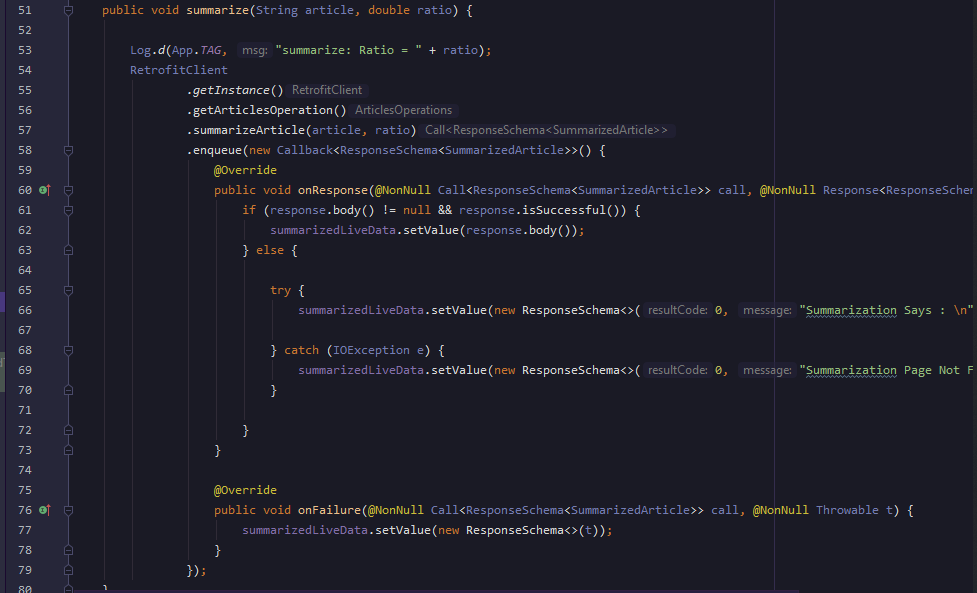 51 public void summarize(String article, double ratio) {
52
53 Log.d(App.TAG, msg: "summarize: Ratio = " + ratio);
54 RetrofitClient
55 .getInstance() RetrofitClient
56 .getArticlesOperation() ArticlesOperations
57 .summarizeArticle(article, ratio) Call<ResponseSchema<SummarizedArticle>>
58 .enqueue(new Callback<ResponseSchema<SummarizedArticle>>() {
59 @Override
60 public void onResponse(@NonNull Call<ResponseSchema<SummarizedArticle>> call, @NonNull Response<ResponseSchem
61 if (response.body() != null && response.isSuccessful()) {
62 summarizedLiveData.setValue(response.body());
63 } else {
64
65 try {
66 summarizedLiveData.setValue(new ResponseSchema<>( resultCode: 0, message: "Summarization Says : \n"
67
68 } catch (IOException e) {
69 summarizedLiveData.setValue(new ResponseSchema<>( resultCode: 0, message: "Summarization Page Not F
70 }
71
72 }
73 }
74
75 @Override
76 public void onFailure(@NonNull Call<ResponseSchema<SummarizedArticle>> call, @NonNull Throwable t) {
77 summarizedLiveData.setValue(new ResponseSchema<>(t));
78 }
79 });
80 }